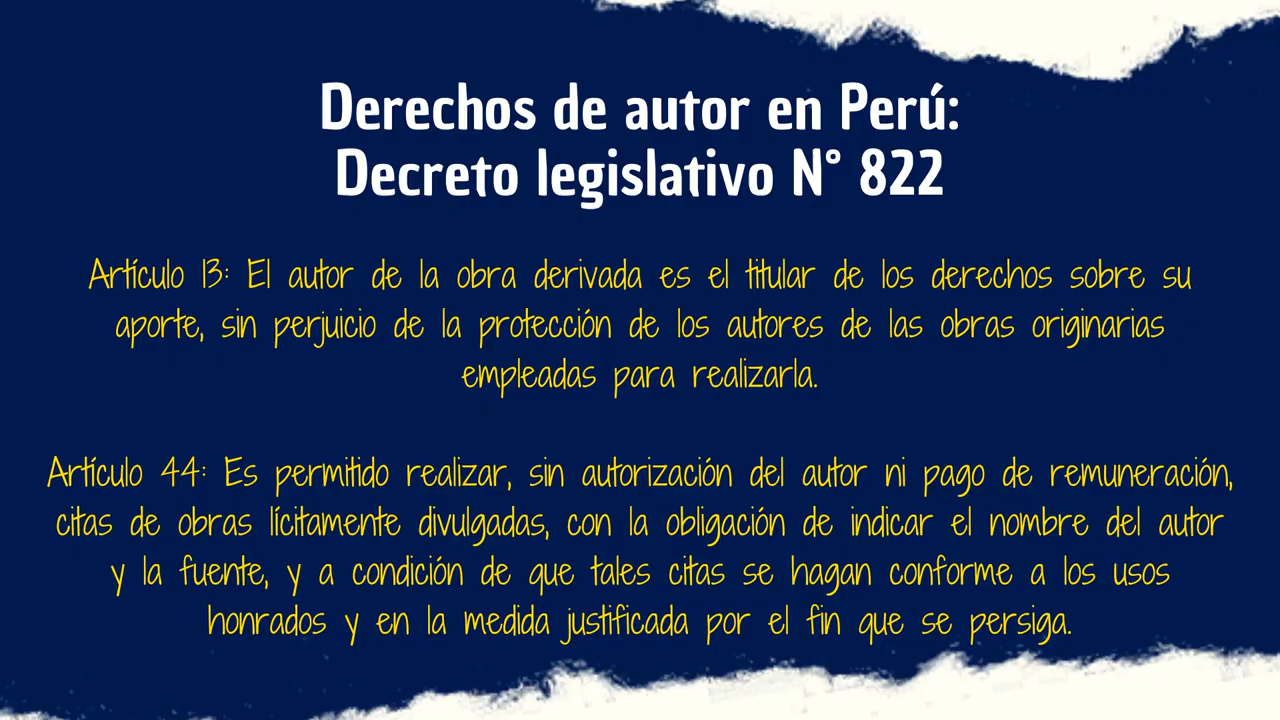 Derechos de autor en Perú:
Decreto legislativo N° 822
Artículo 13: El autor de la obra derivada es el titular de los derechos sobre su
aporte, sin perjuicio de la protección de los autores de las obras originarias
empleadas para realizarla.
Artículo 44: Es permitido realizar, sin autorización del autor ni pago de remuneración,
citas de obras lícitamente divulgadas, con la obligación de indicar el nombre del autor
y la fuente, y a condición de que tales citas se hagan conforme a los usos
honrados y en la medida justificada por el fin que se persiga.